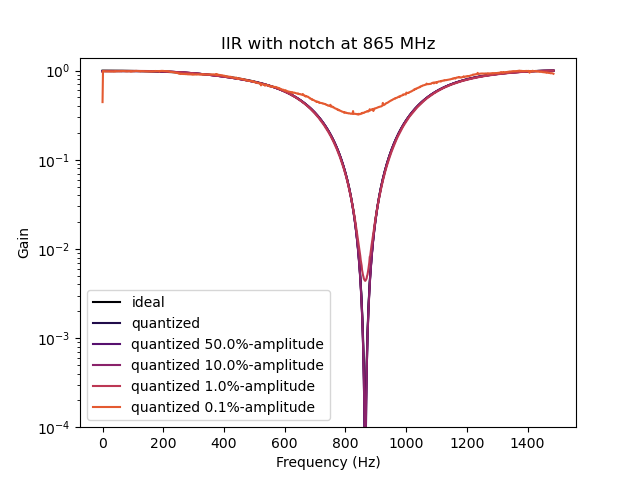 IIR with notch at 865 MHz
10⁰
10⁻¹
10⁻²
10⁻³
10⁻⁴
Gain
ideal
quantized
quantized 50.0%-amplitude
quantized 10.0%-amplitude
quantized 1.0%-amplitude
quantized 0.1%-amplitude
0 200 400 600 800 1000 1200 1400
Frequency (Hz)